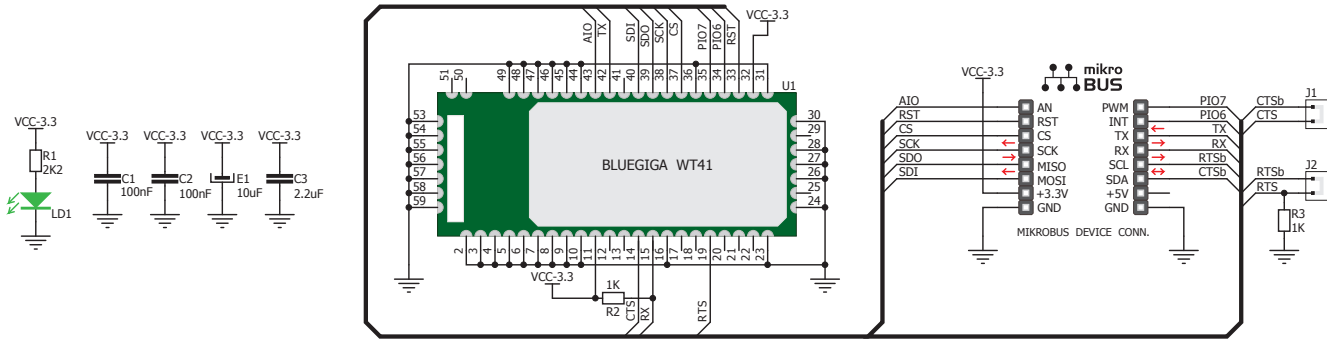 VCC-3.3
R1
2K2
LD1
VCC-3.3
C1
100nF
VCC-3.3
C2
100nF
VCC-3.3
E1
10uF
VCC-3.3
C3
2.2uF
AIO
TX
SDI
SDO
SCK
CS
PIO7
PIO6
RST
VCC-3.3
51
50
49
48
47
46
45
44
43
42
41
40
39
38
37
36
35
34
33
32
31
U1
53
54
55
56
57
58
59
BLUEGIGA WT41
30
29
28
27
26
25
24
2
3
4
5
6
7
8
9
10
11
12
13
14
15
16
17
18
19
20
21
22
23
VCC-3.3
1K
R2
CTS
RX
RTS
mikro
BUS
VCC-3.3
AIO
RST
CS
SCK
SDO
SDI
AN
RST
CS
SCK
MISO
MOSI
+3.3V
GND
PWM
INT
TX
RX
SCL
SDA
+5V
GND
MIKROBUS DEVICE CONN.
PIO7
PIO6
TX
RX
RTSb
CTSb
CTSb
CTS
J1
RTSb
RTS
J2
R3
1K